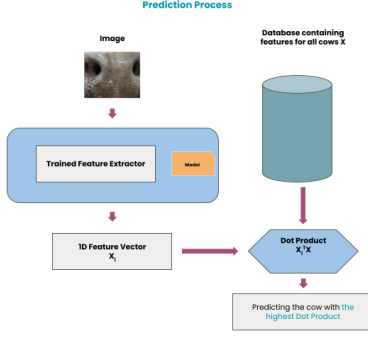 Prediction Process
Image
Database containing
features for all cows X
Trained Feature Extractor
Model
1D Feature Vector
Xi
Dot Product
XiᵀX
Predicting the cow with the
highest Dot Product